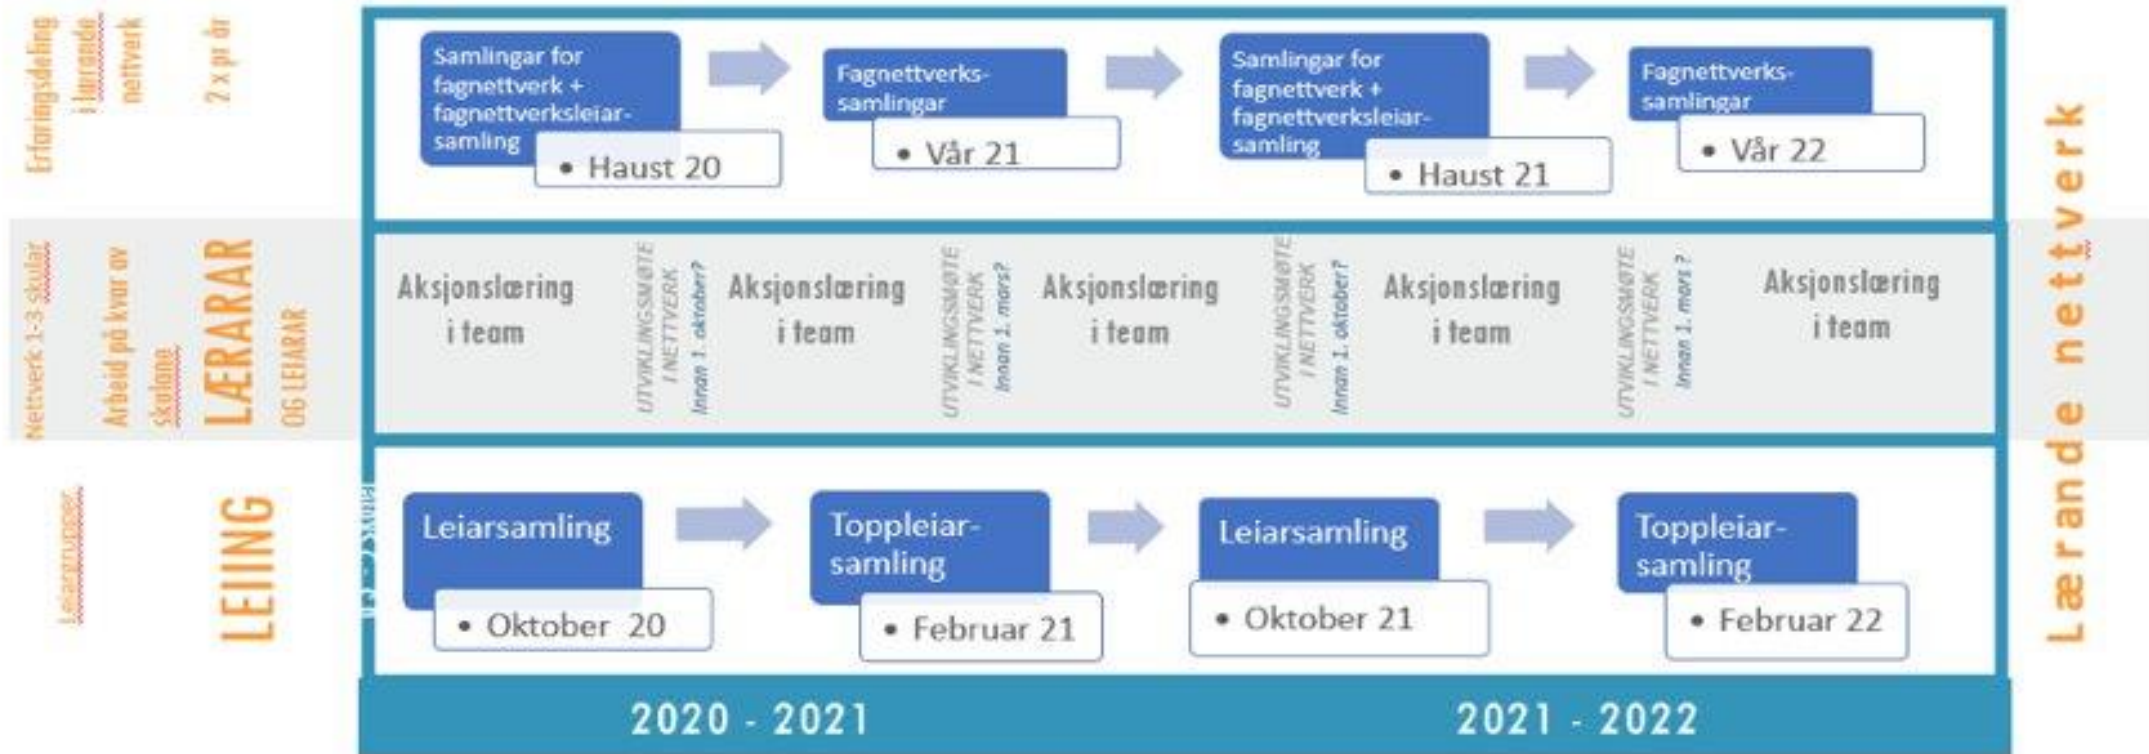 Erfaringsdeling
i lærande
nettverk
2 x pr år
Samlingar for
fagnettverk +
fagnettverksleiar-
samling
• Haust 20
Fagnettverks-
samlingar
• Vår 21
Samlingar for
fagnettverk +
fagnettverksleiar-
samling
• Haust 21
Fagnettverks-
samlingar
• Vår 22
Nettverk 1-3 skular
Arbeid på kvar av
skulane
LÆRARAR
OG LEIARAR
Aksjonslæring
i team
UTVIKLINGSMØTE
I NETTVERK
Innan 1. oktober?
Aksjonslæring
i team
UTVIKLINGSMØTE
I NETTVERK
Innan 1. mars?
Aksjonslæring
i team
UTVIKLINGSMØTE
I NETTVERK
Innan 1. oktober?
Aksjonslæring
i team
UTVIKLINGSMØTE
I NETTVERK
Innan 1. mars ?
Aksjonslæring
i team
Leiargrupper
LEIING
Leiarsamling
• Oktober 20
Toppleiar-
samling
• Februar 21
Leiarsamling
• Oktober 21
Toppleiar-
samling
• Februar 22
2020 - 2021
2021 - 2022
Lærande nettverk